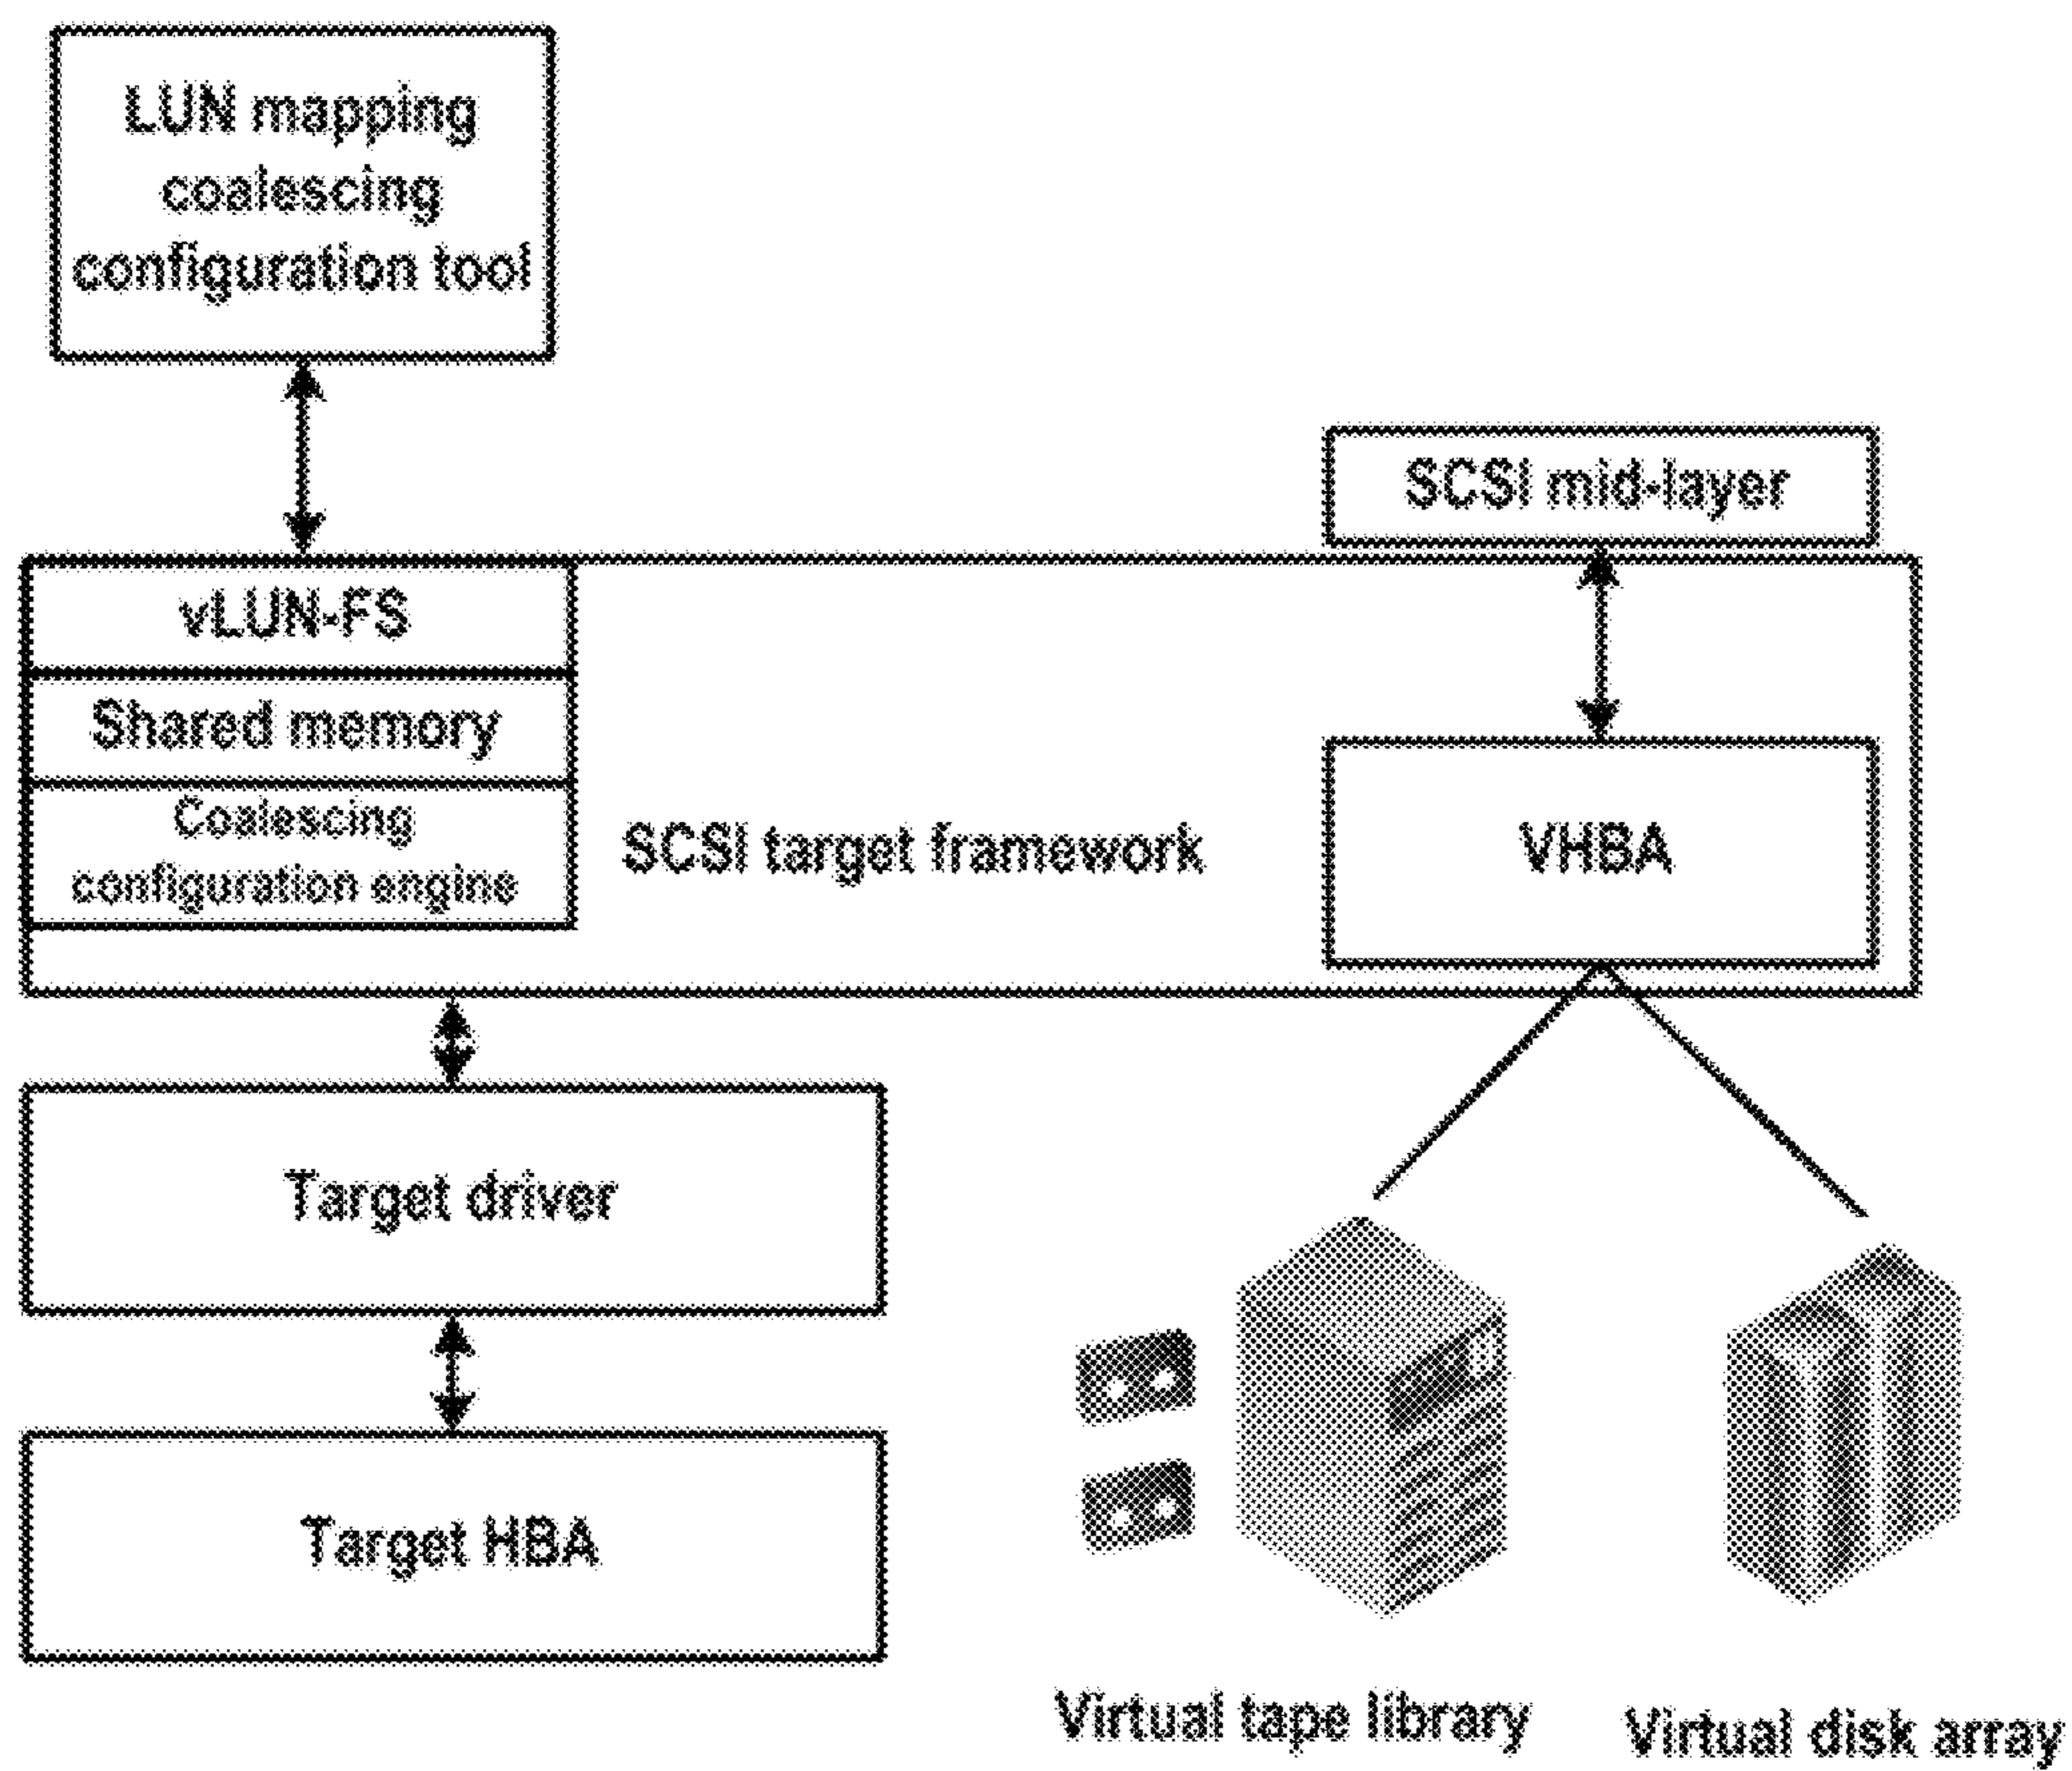 LUN mapping
coalescing
configuration tool
SCSI mid-layer
vLUN-FS
Shared memory
Coalescing
configuration engine
SCSI target framework
VHBA
Target driver
Target HBA
Virtual tape library
Virtual disk array